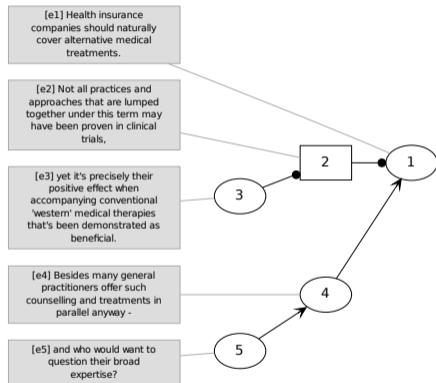 [e1] Health insurance
companies should naturally
cover alternative medical
treatments.
[e2] Not all practices and
approaches that are lumped
together under this term may
have been proven in clinical
trials,
[e3] yet it's precisely their
positive effect when
accompanying conventional
'western' medical therapies
that's been demonstrated as
beneficial.
[e4] Besides many general
practitioners offer such
counselling and treatments in
parallel anyway -
[e5] and who would want to
question their broad
expertise?
1
2
3
4
5